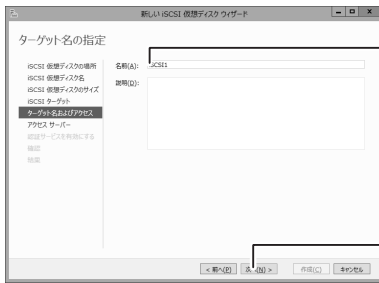 新しい iSCSI 仮想ディスク ウィザード
ターゲット名の指定
iSCSI 仮想ディスクの場所
iSCSI 仮想ディスク名
iSCSI 仮想ディスクのサイズ
iSCSI ターゲット
ターゲット名およびアクセス
アクセス サーバー
認証サービスを有効にする
確認
結果
名前(A):
iSCSI1
説明(D):
< 前へ(P)
次へ(N) >
作成(C)
キャンセル